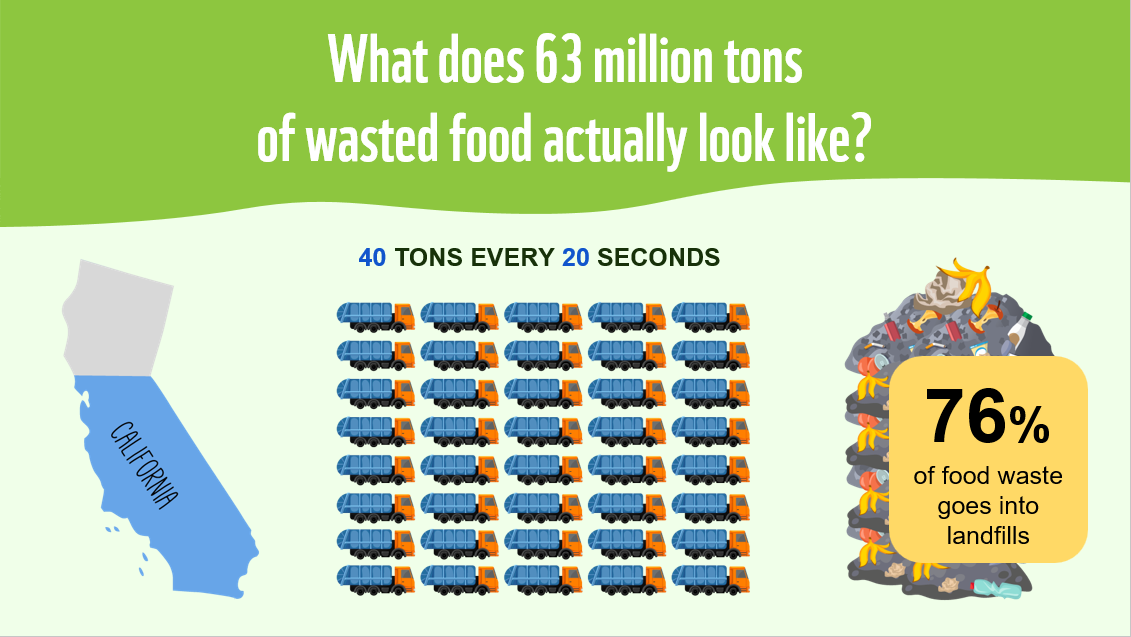 What does 63 million tons
of wasted food actually look like?
40 TONS EVERY 20 SECONDS
CALIFORNIA
76%
of food waste
goes into
landfills